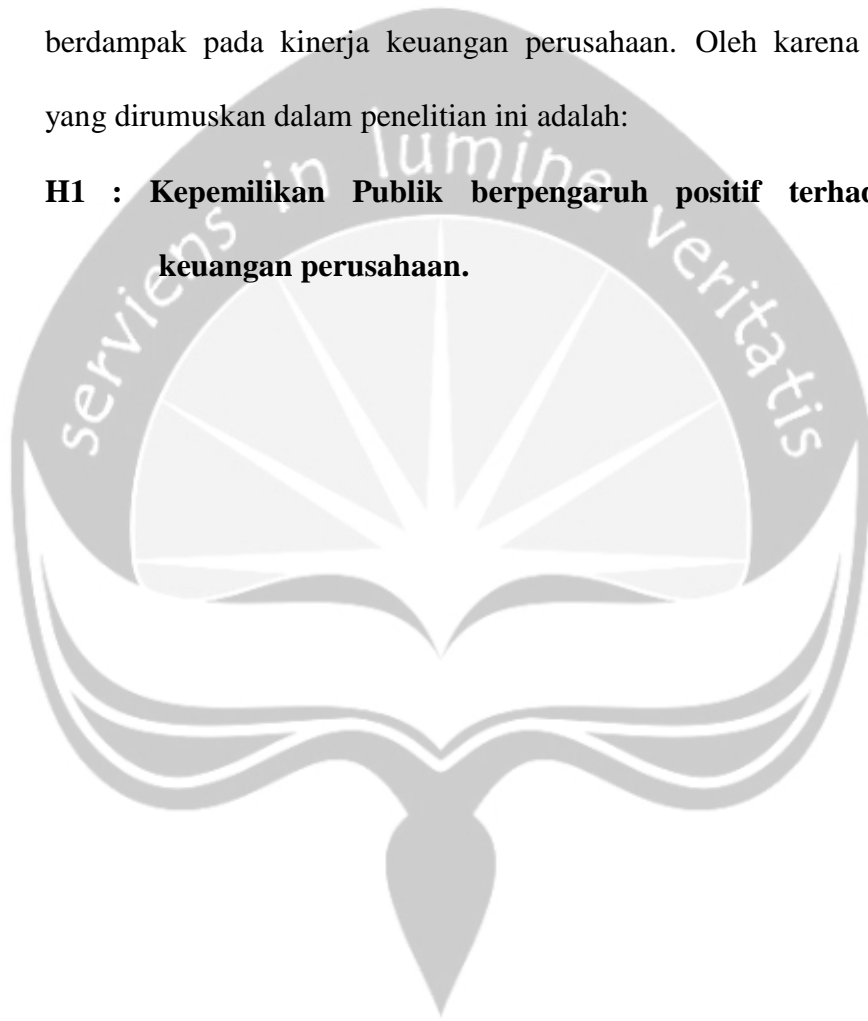 berdampak pada kinerja keuangan perusahaan. Oleh karena
yang dirumuskan dalam penelitian ini adalah:
H1 : Kepemilikan Publik berpengaruh positif
keuangan perusahaan.
serviens in lumine veritatis